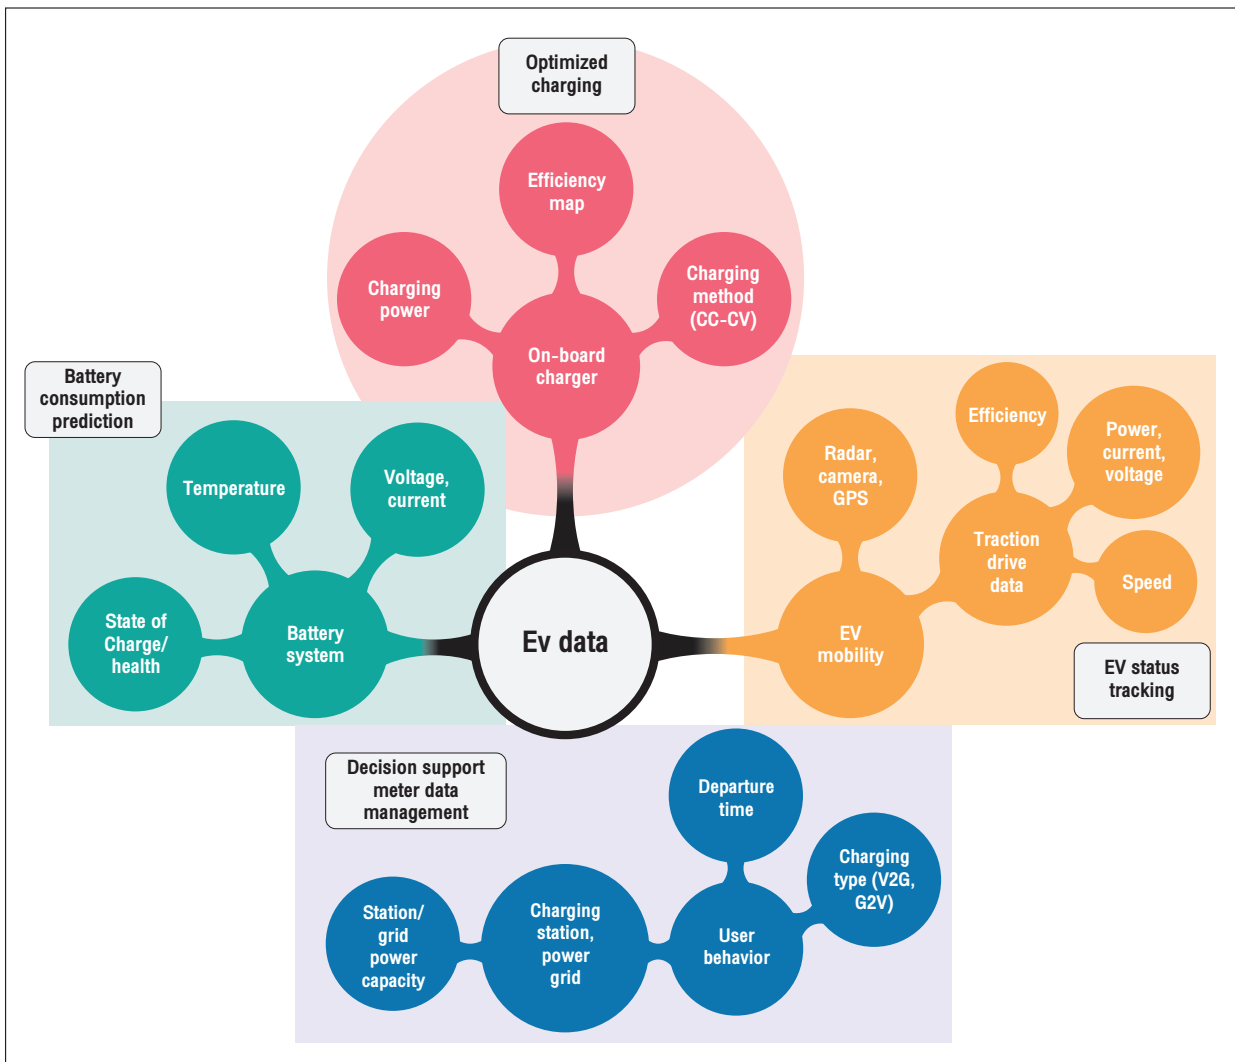 Optimized
charging
Efficiency
map
Charging
power
Charging
method
(CC-CV)
On-board
charger
Battery
consumption
prediction
Temperature
Voltage,
current
State of
Charge/
health
Battery
system
Ev data
Radar,
camera,
GPS
Efficiency
Power,
current,
voltage
Traction
drive
data
Speed
EV
mobility
EV status
tracking
Decision support
meter data
management
Departure
time
Charging
type (V2G,
G2V)
Station/
grid
power
capacity
Charging
station,
power
grid
User
behavior